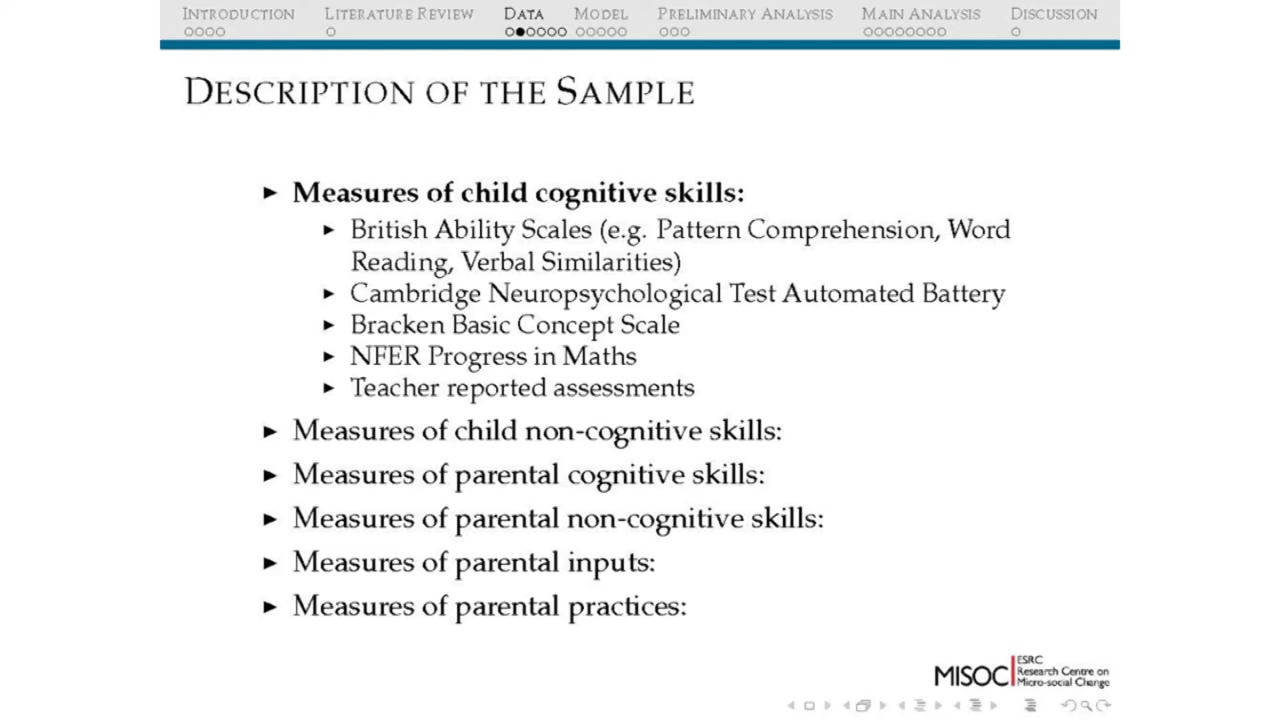 INTRODUCTION LITERATURE REVIEW DATA MODEL PRELIMINARY ANALYSIS MAIN ANALYSIS DISCUSSION
DESCRIPTION OF THE SAMPLE
Measures of child cognitive skills:
British Ability Scales (e.g. Pattern Comprehension, Word
Reading, Verbal Similarities)
Cambridge Neuropsychological Test Automated Battery
Bracken Basic Concept Scale
NFER Progress in Maths
Teacher reported assessments
Measures of child non-cognitive skills:
Measures of parental cognitive skills:
Measures of parental non-cognitive skills:
Measures of parental inputs:
Measures of parental practices:
MISOC
ESRC
Research Centre on
Micro-social Change